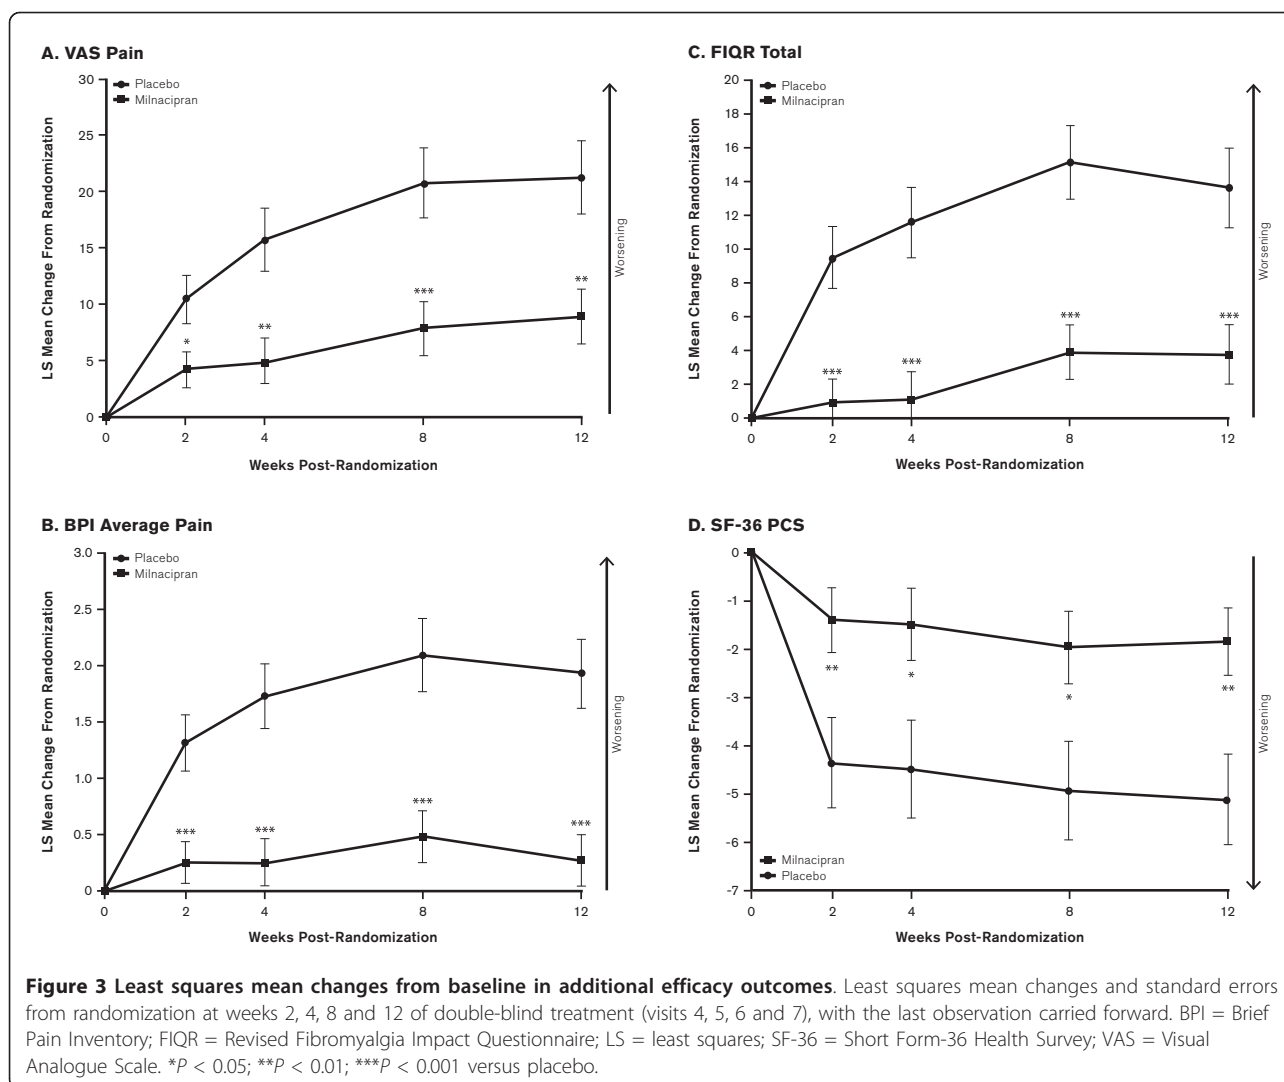 A. VAS Pain
LS Mean Change From Randomization
30
25
20
15
10
5
0
Placebo
Milnacipran
*
**
***
**
0 2 4 8 12
Weeks Post-Randomization
Worsening
C. FIQR Total
LS Mean Change From Randomization
20
18
16
14
12
10
8
6
4
2
0
Placebo
Milnacipran
***
***
***
***
0 2 4 8 12
Weeks Post-Randomization
Worsening
B. BPI Average Pain
LS Mean Change From Randomization
3.0
2.5
2.0
1.5
1.0
0.5
0
Placebo
Milnacipran
***
***
***
***
0 2 4 8 12
Weeks Post-Randomization
Worsening
D. SF-36 PCS
LS Mean Change From Randomization
0
-1
-2
-3
-4
-5
-6
-7
**
*
*
**
Milnacipran
Placebo
0 2 4 8 12
Weeks Post-Randomization
Worsening
Figure 3 Least squares mean changes from baseline in additional efficacy outcomes. Least squares mean changes and standard errors
from randomization at weeks 2, 4, 8 and 12 of double-blind treatment (visits 4, 5, 6 and 7), with the last observation carried forward. BPI = Brief
Pain Inventory; FIQR = Revised Fibromyalgia Impact Questionnaire; LS = least squares; SF-36 = Short Form-36 Health Survey; VAS = Visual
Analogue Scale. *P < 0.05; **P < 0.01; ***P < 0.001 versus placebo.